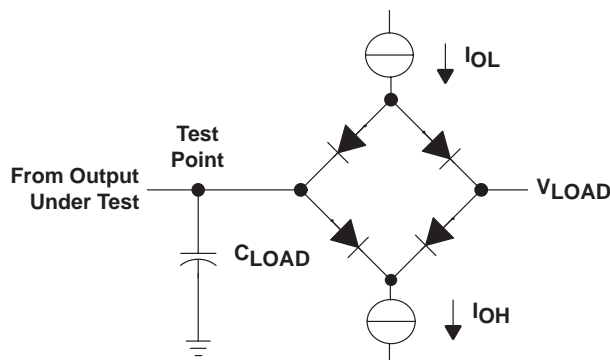 IOL
Test
Point
From Output
Under Test
VLOAD
CLOAD
IOH